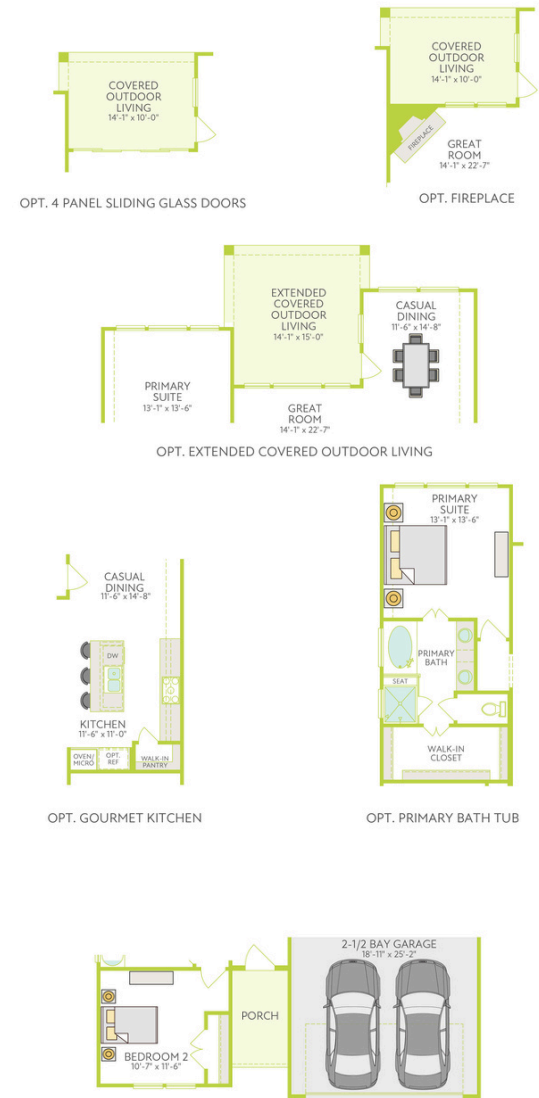 COVERED
OUTDOOR
LIVING
14'-1" x 10'-0"
OPT. 4 PANEL SLIDING GLASS DOORS
COVERED
OUTDOOR
LIVING
14'-1" x 10'-0"
FIREPLACE
GREAT
ROOM
14'-1" x 22'-7"
OPT. FIREPLACE
EXTENDED
COVERED
OUTDOOR
LIVING
14'-1" x 15'-0"
CASUAL
DINING
11'-6" x 14'-8"
PRIMARY
SUITE
13'-1" x 13'-6"
GREAT
ROOM
14'-1" x 22'-7"
OPT. EXTENDED COVERED OUTDOOR LIVING
CASUAL
DINING
11'-6" x 14'-8"
DW
KITCHEN
11'-6" x 11'-0"
OVEN/
MICRO
OPT.
REF
WALK-IN
PANTRY
OPT. GOURMET KITCHEN
PRIMARY
SUITE
13'-1" x 13'-6"
PRIMARY
BATH
SEAT
WALK-IN
CLOSET
OPT. PRIMARY BATH TUB
BEDROOM 2
10'-7" x 11'-6"
PORCH
2-1/2 BAY GARAGE
18'-11" x 25'-2"